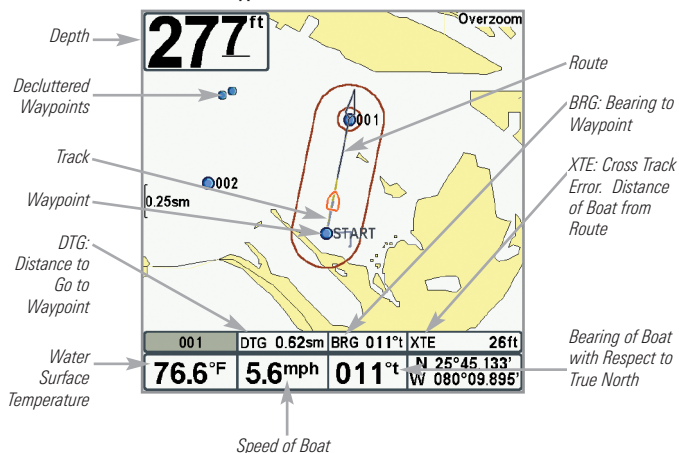 277 ft
Overzoom
Depth
Decluttered
Waypoints
Track
Waypoint
DTG:
Distance to
Go to
Waypoint
Water
Surface
Temperature
001
002
0.25sm
START
Route
BRG: Bearing to
Waypoint
XTE: Cross Track
Error. Distance
of Boat from
Route
Bearing of Boat
with Respect to
True North
001
DTG 0.62sm
BRG 011°t
XTE 26ft
76.6°F
5.6mph
011°t
N 25°45.133'
W 080°09.895'
Speed of Boat